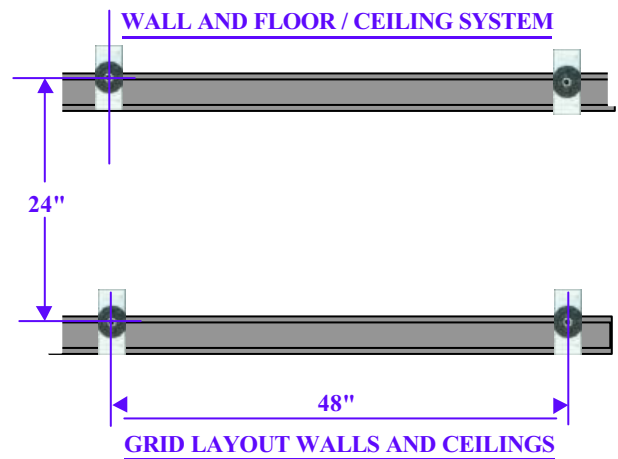 WALL AND FLOOR / CEILING SYSTEM
24"
48"
GRID LAYOUT WALLS AND CEILINGS